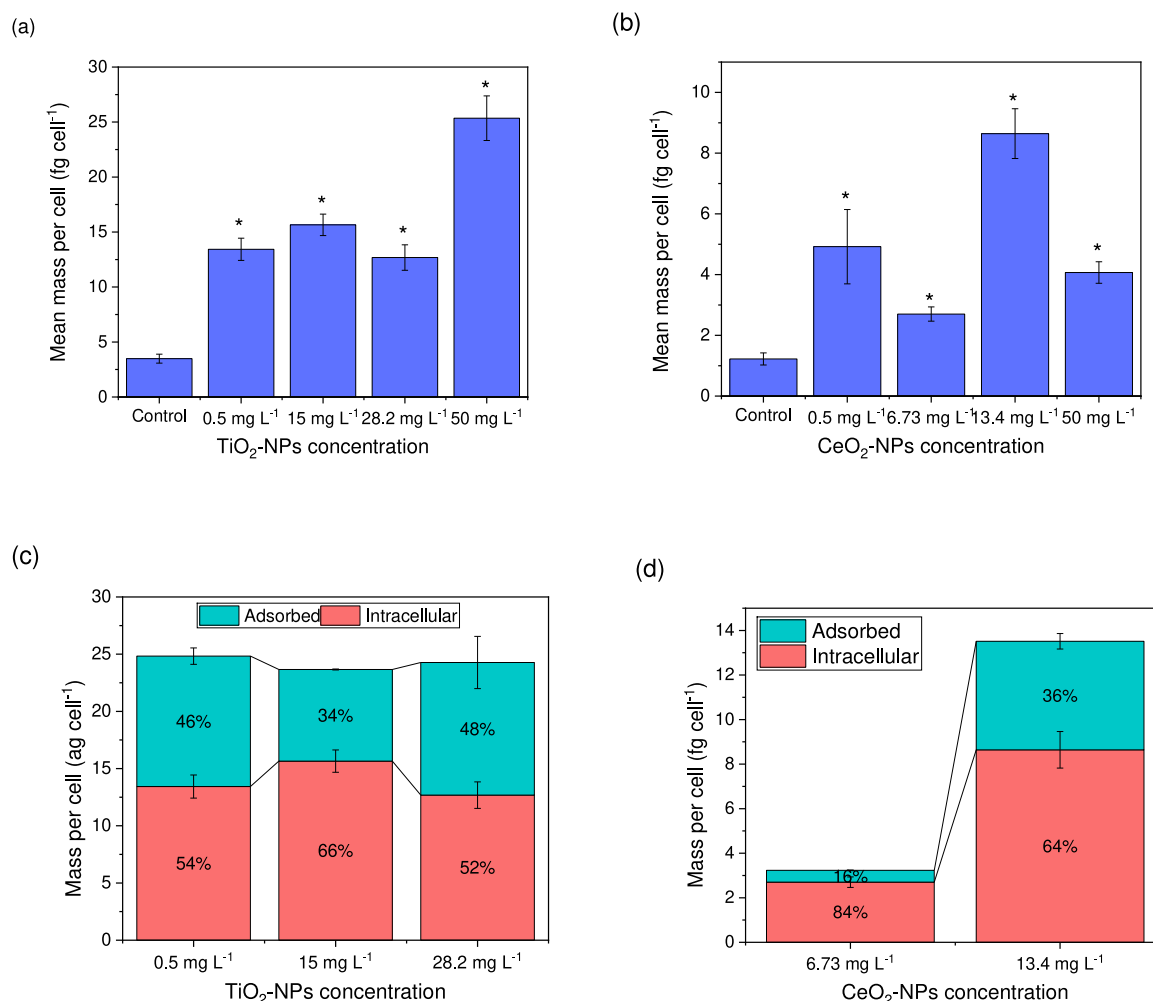 (a)
Mean mass per cell (fg cell⁻¹)
30
25
20
15
10
5
0
*
*
*
*
Control
0.5 mg L⁻¹
15 mg L⁻¹
28.2 mg L⁻¹
50 mg L⁻¹
TiO₂-NPs concentration
(b)
Mean mass per cell (fg cell⁻¹)
10
8
6
4
2
0
*
*
*
*
Control
0.5 mg L⁻¹
6.73 mg L⁻¹
13.4 mg L⁻¹
50 mg L⁻¹
CeO₂-NPs concentration
(c)
Mass per cell (ag cell⁻¹)
30
25
20
15
10
5
0
Adsorbed
Intracellular
46%
34%
48%
54%
66%
52%
0.5 mg L⁻¹
15 mg L⁻¹
28.2 mg L⁻¹
TiO₂-NPs concentration
(d)
Mass per cell (fg cell⁻¹)
14
12
10
8
6
4
2
0
Adsorbed
Intracellular
36%
64%
16%
84%
6.73 mg L⁻¹
13.4 mg L⁻¹
CeO₂-NPs concentration